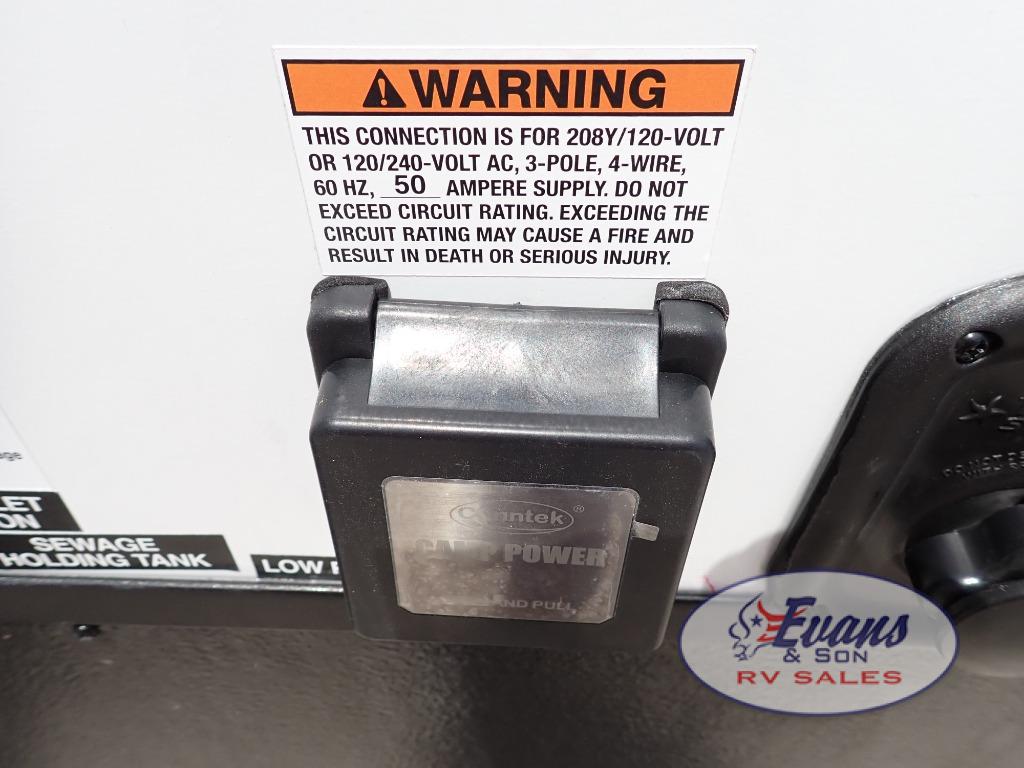 WARNING
THIS CONNECTION IS FOR 208Y/120-VOLT
OR 120/240-VOLT AC, 3-POLE, 4-WIRE,
60 HZ, 50 AMPERE SUPPLY. DO NOT
EXCEED CIRCUIT RATING. EXCEEDING THE
CIRCUIT RATING MAY CAUSE A FIRE AND
RESULT IN DEATH OR SERIOUS INJURY.
®
CAMP POWER
AND PULL
SEWAGE
HOLDING TANK
LOW
Evans
& SON
RV SALES